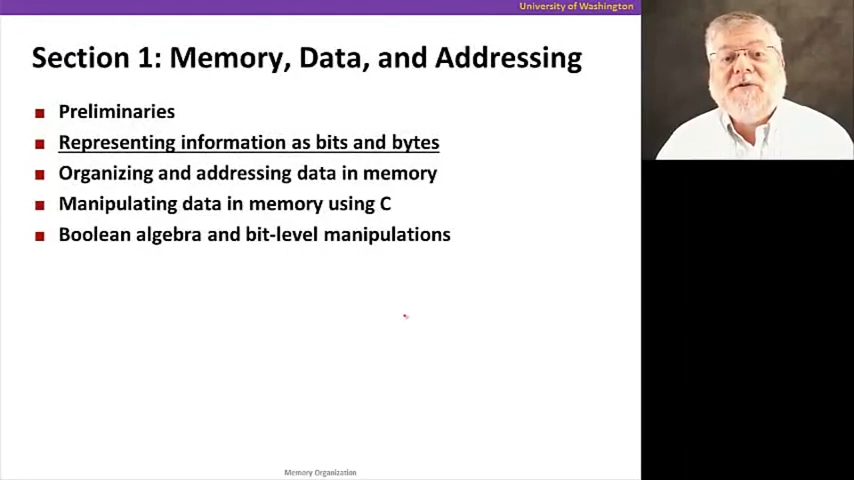 University of Washington
Section 1: Memory, Data, and Addressing
Preliminaries
Representing information as bits and bytes
Organizing and addressing data in memory
Manipulating data in memory using C
Boolean algebra and bit-level manipulations
Memory Organization